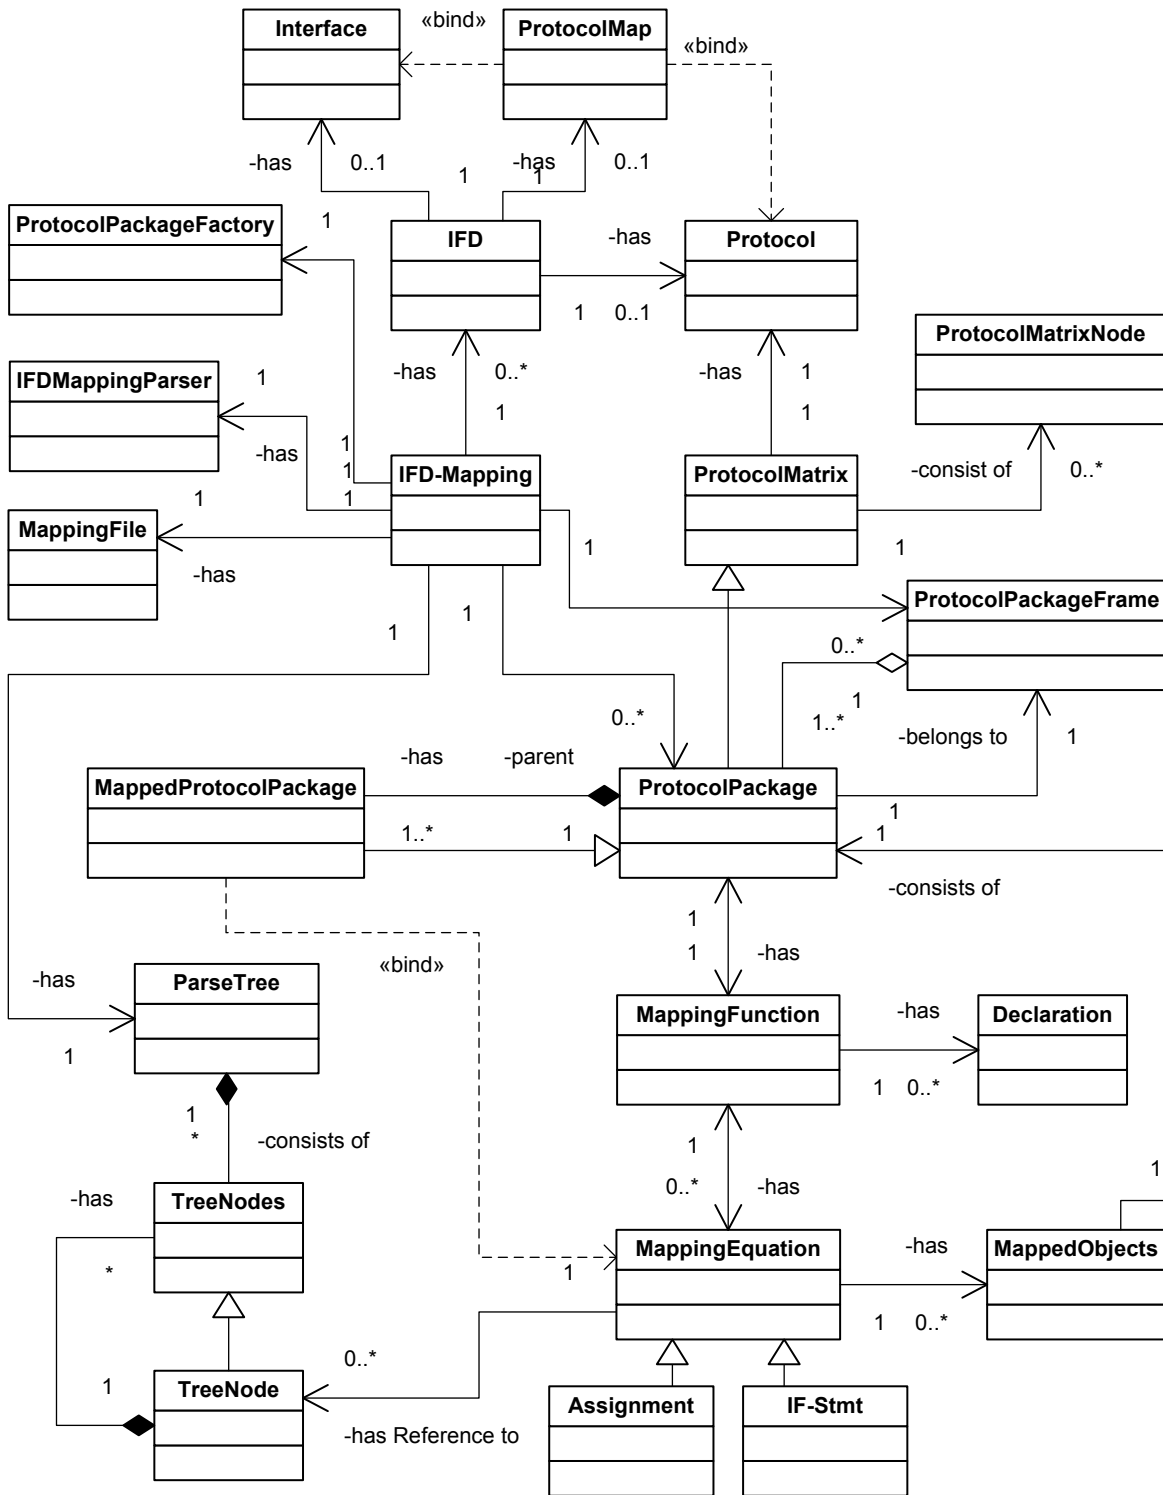 Interface
«bind»
ProtocolMap
«bind»
-has
0..1
1
-has
1
0..1
ProtocolPackageFactory
1
IFD
-has
Protocol
1
0..1
ProtocolMatrixNode
IFDMappingParser
1
-has
0..*
-has
1
1
1
-has
1
1
1
IFD-Mapping
ProtocolMatrix
-consist of
0..*
MappingFile
1
-has
1
1
ProtocolPackageFrame
1
1
0..*
1
0..*
1..*
-belongs to
1
-has
-parent
MappedProtocolPackage
ProtocolPackage
1..*
1
1
1
-consists of
1
1
-has
«bind»
-has
ParseTree
1
MappingFunction
-has
Declaration
1
0..*
1
*
-consists of
1
0..*
-has
1
-has
TreeNodes
*
MappingEquation
1
-has
MappedObjects
1
0..*
0..*
1
TreeNode
-has Reference to
Assignment
IF-Stmt